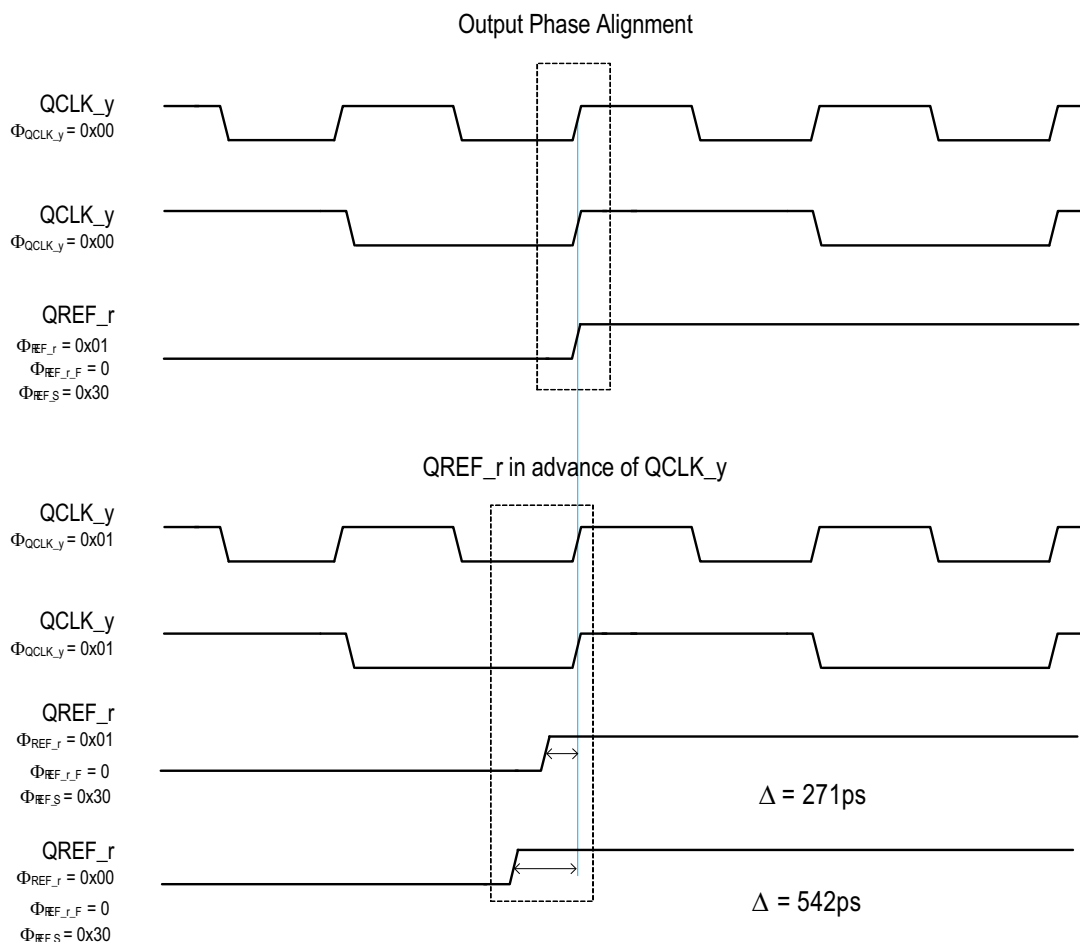 Output Phase Alignment
QCLK_y
ΦQCLK_y = 0x00
QCLK_y
ΦQCLK_y = 0x00
QREF_r
ΦREF_r = 0x01
ΦREF_r_F = 0
ΦREF_S = 0x30
QREF_r in advance of QCLK_y
QCLK_y
ΦQCLK_y = 0x01
QCLK_y
ΦQCLK_y = 0x01
QREF_r
ΦREF_r = 0x01
ΦREF_r_F = 0
ΦREF_S = 0x30
Δ = 271ps
QREF_r
ΦREF_r = 0x00
ΦREF_r_F = 0
ΦREF_S = 0x30
Δ = 542ps